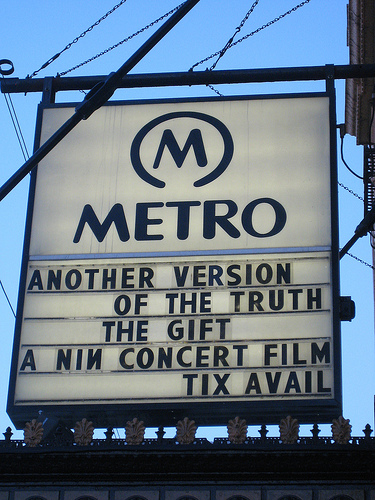 M
METRO
ANOTHER VERSION
OF THE TRUTH
THE GIFT
A NIИ CONCERT FILM
TIX AVAIL